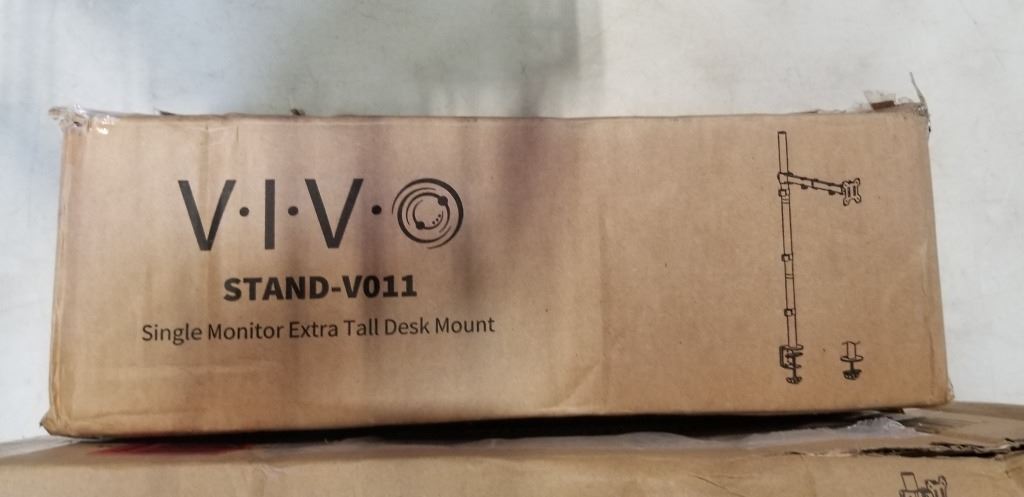 V·I·V·O
STAND-V011
Single Monitor Extra Tall Desk Mount